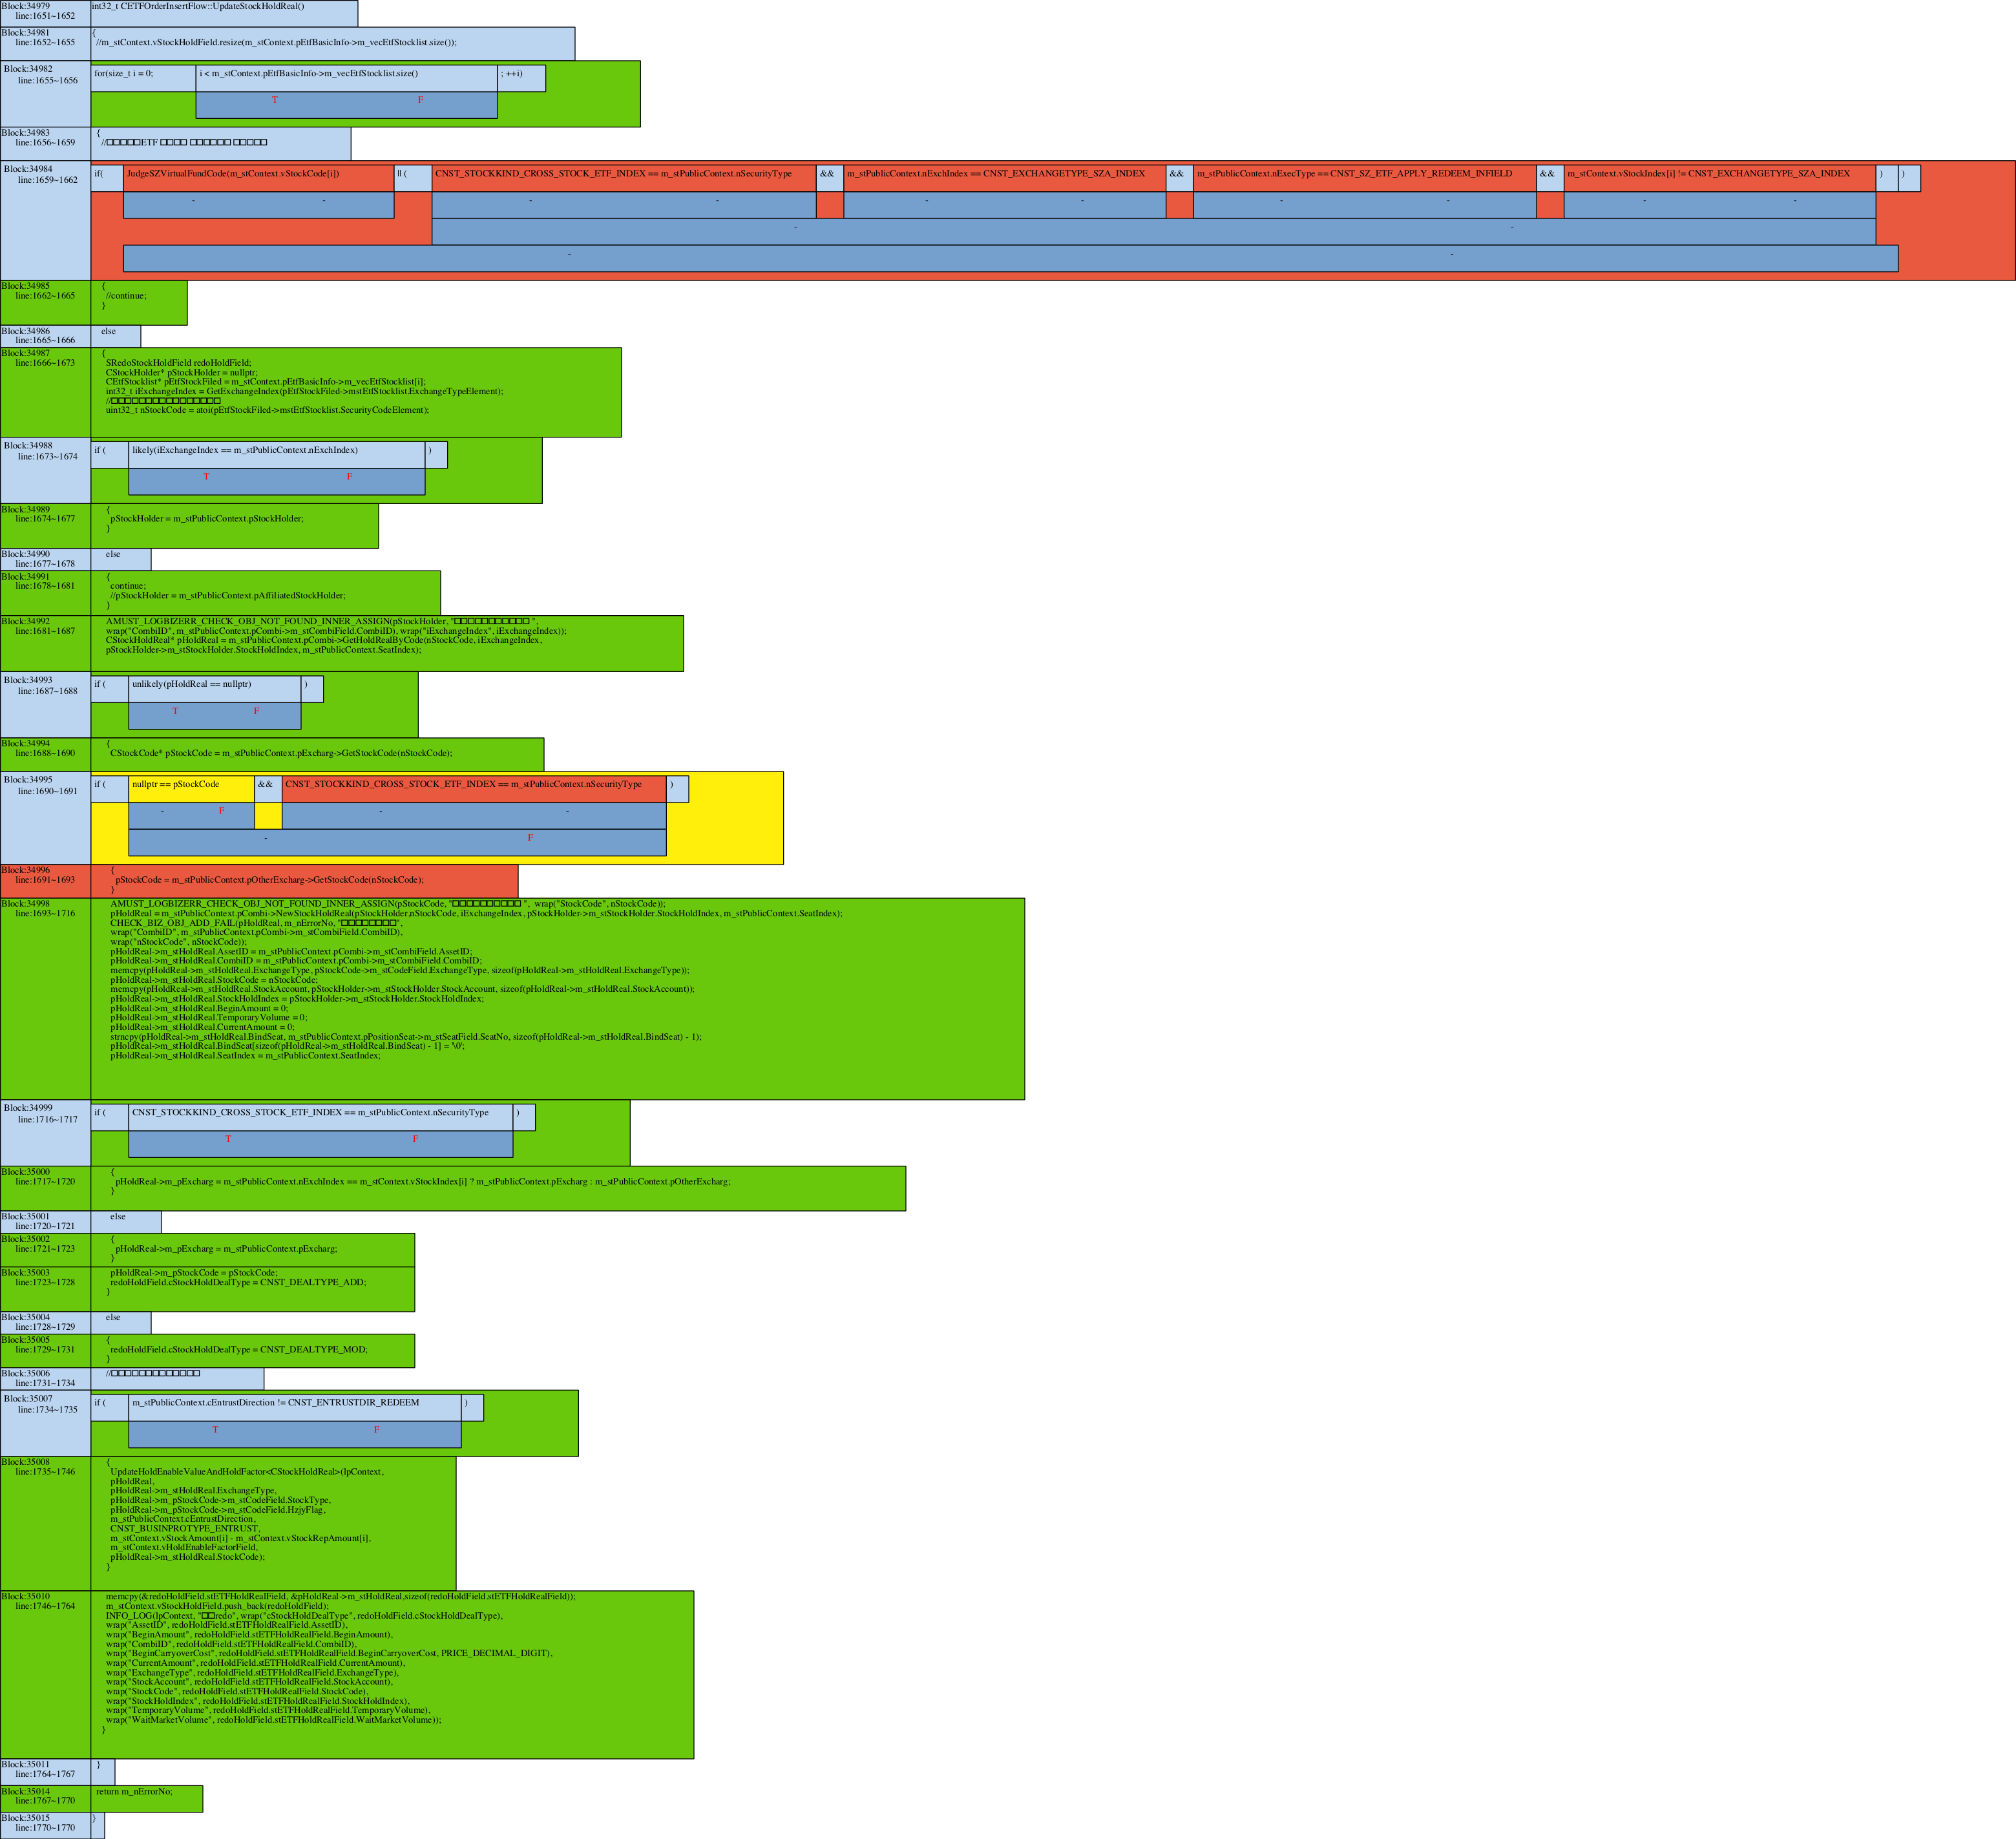 Block:34979
line:1651~1652
int32_t CETFOrderInsertFlow::UpdateStockHoldReal()
Block:34981
line:1652~1655
{
//m_stContext.vStockHoldField.resize(m_stContext.pEtfBasicInfo->m_vecEtfStocklist.size());
Block:34982
line:1655~1656
for(size_t i = 0; i < m_stContext.pEtfBasicInfo->m_vecEtfStocklist.size() ; ++i)
T F
Block:34983
line:1656~1659
{
//□□□□□ETF □□□□ □□□□□□ □□□□□
Block:34984
line:1659~1662
if( JudgeSZVirtualFundCode(m_stContext.vStockCode[i]) || ( CNST_STOCKKIND_CROSS_STOCK_ETF_INDEX == m_stPublicContext.nSecurityType && m_stPublicContext.nExchIndex == CNST_EXCHANGETYPE_SZA_INDEX && m_stPublicContext.nExecType == CNST_SZ_ETF_APPLY_REDEEM_INFIELD && m_stContext.vStockIndex[i] != CNST_EXCHANGETYPE_SZA_INDEX ) )
- - - - - - - - - -
- -
- -
Block:34985
line:1662~1665
{
//continue;
}
Block:34986
line:1665~1666
else
Block:34987
line:1666~1673
{
SRedoStockHoldField redoHoldField;
CStockHolder* pStockHolder = nullptr;
CEtfStocklist* pEtfStockFiled = m_stContext.pEtfBasicInfo->m_vecEtfStocklist[i];
int32_t iExchangeIndex = GetExchangeIndex(pEtfStockFiled->mstEtfStocklist.ExchangeTypeElement);
//□□□□□□□□□□□□□□□□
uint32_t nStockCode = atoi(pEtfStockFiled->mstEtfStocklist.SecurityCodeElement);
Block:34988
line:1673~1674
if ( likely(iExchangeIndex == m_stPublicContext.nExchIndex) )
T F
Block:34989
line:1674~1677
{
pStockHolder = m_stPublicContext.pStockHolder;
}
Block:34990
line:1677~1678
else
Block:34991
line:1678~1681
{
continue;
//pStockHolder = m_stPublicContext.pAffiliatedStockHolder;
}
Block:34992
line:1681~1687
AMUST_LOGBIZERR_CHECK_OBJ_NOT_FOUND_INNER_ASSIGN(pStockHolder, "□□□□□□□□□□□ ",
wrap("CombiID", m_stPublicContext.pCombi->m_stCombiField.CombiID), wrap("iExchangeIndex", iExchangeIndex));
CStockHoldReal* pHoldReal = m_stPublicContext.pCombi->GetHoldRealByCode(nStockCode, iExchangeIndex,
pStockHolder->m_stStockHolder.StockHoldIndex, m_stPublicContext.SeatIndex);
Block:34993
line:1687~1688
if ( unlikely(pHoldReal == nullptr) )
T F
Block:34994
line:1688~1690
{
CStockCode* pStockCode = m_stPublicContext.pExcharg->GetStockCode(nStockCode);
Block:34995
line:1690~1691
if ( nullptr == pStockCode && CNST_STOCKKIND_CROSS_STOCK_ETF_INDEX == m_stPublicContext.nSecurityType )
- F - -
- F
Block:34996
line:1691~1693
{
pStockCode = m_stPublicContext.pOtherExcharg->GetStockCode(nStockCode);
}
Block:34998
line:1693~1716
AMUST_LOGBIZERR_CHECK_OBJ_NOT_FOUND_INNER_ASSIGN(pStockCode, "□□□□□□□□□□ ", wrap("StockCode", nStockCode));
pHoldReal = m_stPublicContext.pCombi->NewStockHoldReal(pStockHolder,nStockCode, iExchangeIndex, pStockHolder->m_stStockHolder.StockHoldIndex, m_stPublicContext.SeatIndex);
CHECK_BIZ_OBJ_ADD_FAIL(pHoldReal, m_nErrorNo, "□□□□□□□□",
wrap("CombiID", m_stPublicContext.pCombi->m_stCombiField.CombiID),
wrap("nStockCode", nStockCode));
pHoldReal->m_stHoldReal.AssetID = m_stPublicContext.pCombi->m_stCombiField.AssetID;
pHoldReal->m_stHoldReal.CombiID = m_stPublicContext.pCombi->m_stCombiField.CombiID;
memcpy(pHoldReal->m_stHoldReal.ExchangeType, pStockCode->m_stCodeField.ExchangeType, sizeof(pHoldReal->m_stHoldReal.ExchangeType));
pHoldReal->m_stHoldReal.StockCode = nStockCode;
memcpy(pHoldReal->m_stHoldReal.StockAccount, pStockHolder->m_stStockHolder.StockAccount, sizeof(pHoldReal->m_stHoldReal.StockAccount));
pHoldReal->m_stHoldReal.StockHoldIndex = pStockHolder->m_stStockHolder.StockHoldIndex;
pHoldReal->m_stHoldReal.BeginAmount = 0;
pHoldReal->m_stHoldReal.TemporaryVolume = 0;
pHoldReal->m_stHoldReal.CurrentAmount = 0;
strncpy(pHoldReal->m_stHoldReal.BindSeat, m_stPublicContext.pPositionSeat->m_stSeatField.SeatNo, sizeof(pHoldReal->m_stHoldReal.BindSeat) - 1);
pHoldReal->m_stHoldReal.BindSeat[sizeof(pHoldReal->m_stHoldReal.BindSeat) - 1] = '\0';
pHoldReal->m_stHoldReal.SeatIndex = m_stPublicContext.SeatIndex;
Block:34999
line:1716~1717
if ( CNST_STOCKKIND_CROSS_STOCK_ETF_INDEX == m_stPublicContext.nSecurityType )
T F
Block:35000
line:1717~1720
{
pHoldReal->m_pExcharg = m_stPublicContext.nExchIndex == m_stContext.vStockIndex[i] ? m_stPublicContext.pExcharg : m_stPublicContext.pOtherExcharg;
}
Block:35001
line:1720~1721
else
Block:35002
line:1721~1723
{
pHoldReal->m_pExcharg = m_stPublicContext.pExcharg;
}
Block:35003
line:1723~1728
pHoldReal->m_pStockCode = pStockCode;
redoHoldField.cStockHoldDealType = CNST_DEALTYPE_ADD;
}
Block:35004
line:1728~1729
else
Block:35005
line:1729~1731
{
redoHoldField.cStockHoldDealType = CNST_DEALTYPE_MOD;
}
Block:35006
line:1731~1734
//□□□□□□□□□□□□□
Block:35007
line:1734~1735
if ( m_stPublicContext.cEntrustDirection != CNST_ENTRUSTDIR_REDEEM )
T F
Block:35008
line:1735~1746
{
UpdateHoldEnableValueAndHoldFactor<CStockHoldReal>(lpContext,
pHoldReal,
pHoldReal->m_stHoldReal.ExchangeType,
pHoldReal->m_pStockCode->m_stCodeField.StockType,
pHoldReal->m_pStockCode->m_stCodeField.HzjyFlag,
m_stPublicContext.cEntrustDirection,
CNST_BUSINPROTYPE_ENTRUST,
m_stContext.vStockAmount[i] - m_stContext.vStockRepAmount[i],
m_stContext.vHoldEnableFactorField,
pHoldReal->m_stHoldReal.StockCode);
}
Block:35010
line:1746~1764
memcpy(&redoHoldField.stETFHoldRealField, &pHoldReal->m_stHoldReal,sizeof(redoHoldField.stETFHoldRealField));
m_stContext.vStockHoldField.push_back(redoHoldField);
INFO_LOG(lpContext, "□□redo", wrap("cStockHoldDealType", redoHoldField.cStockHoldDealType),
wrap("AssetID", redoHoldField.stETFHoldRealField.AssetID),
wrap("BeginAmount", redoHoldField.stETFHoldRealField.BeginAmount),
wrap("CombiID", redoHoldField.stETFHoldRealField.CombiID),
wrap("BeginCarryoverCost", redoHoldField.stETFHoldRealField.BeginCarryoverCost, PRICE_DECIMAL_DIGIT),
wrap("CurrentAmount", redoHoldField.stETFHoldRealField.CurrentAmount),
wrap("ExchangeType", redoHoldField.stETFHoldRealField.ExchangeType),
wrap("StockAccount", redoHoldField.stETFHoldRealField.StockAccount),
wrap("StockCode", redoHoldField.stETFHoldRealField.StockCode),
wrap("StockHoldIndex", redoHoldField.stETFHoldRealField.StockHoldIndex),
wrap("TemporaryVolume", redoHoldField.stETFHoldRealField.TemporaryVolume),
wrap("WaitMarketVolume", redoHoldField.stETFHoldRealField.WaitMarketVolume));
}
Block:35011
line:1764~1767
}
Block:35014
line:1767~1770
return m_nErrorNo;
Block:35015
line:1770~1770
}